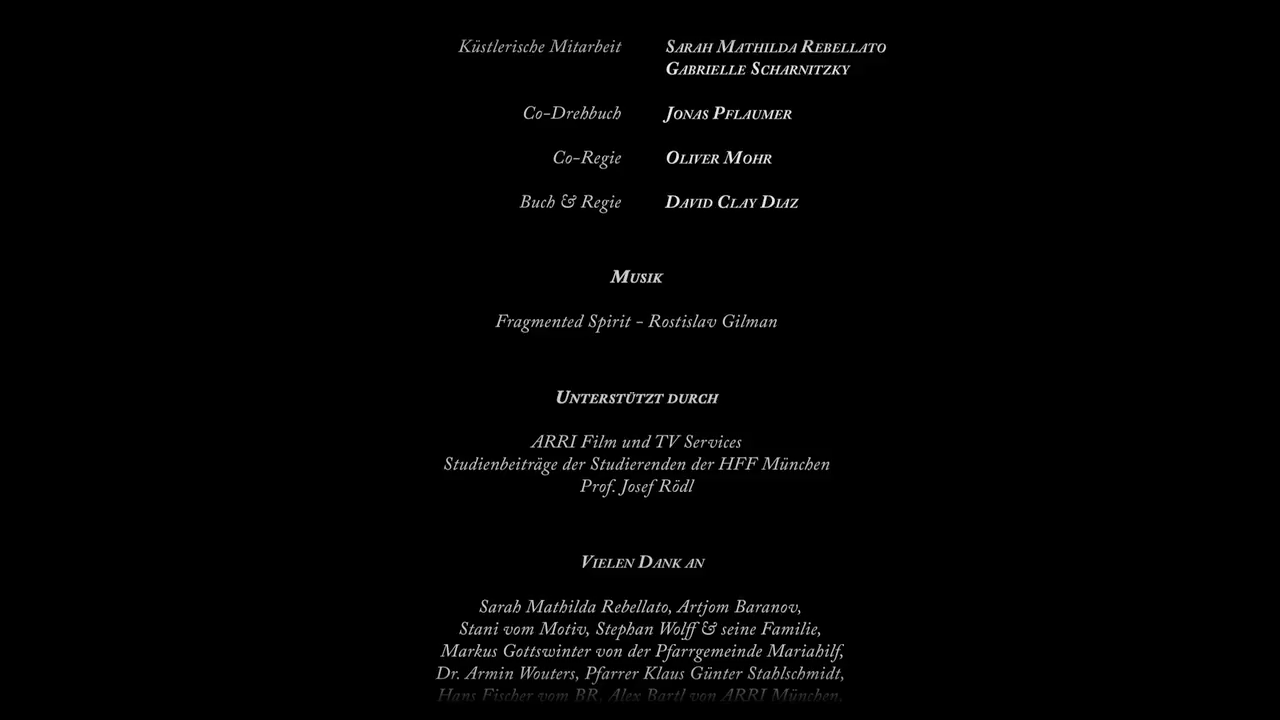 Küstlerische Mitarbeit Sarah Mathilda Rebellato
Gabrielle Scharnitzky
Co-Drehbuch Jonas Pflaumer
Co-Regie Oliver Mohr
Buch & Regie David Clay Diaz
Musik
Fragmented Spirit - Rostislav Gilman
Unterstützt durch
ARRI Film und TV Services
Studienbeiträge der Studierenden der HFF München
Prof. Josef Rödl
Vielen Dank an
Sarah Mathilda Rebellato, Artjom Baranov,
Stani vom Motiv, Stephan Wolff & seine Familie,
Markus Gottswinter von der Pfarrgemeinde Mariahilf,
Dr. Armin Wouters, Pfarrer Klaus Günter Stahlschmidt,
Hans Fischer vom BR, Alex Bartl von ARRI München,